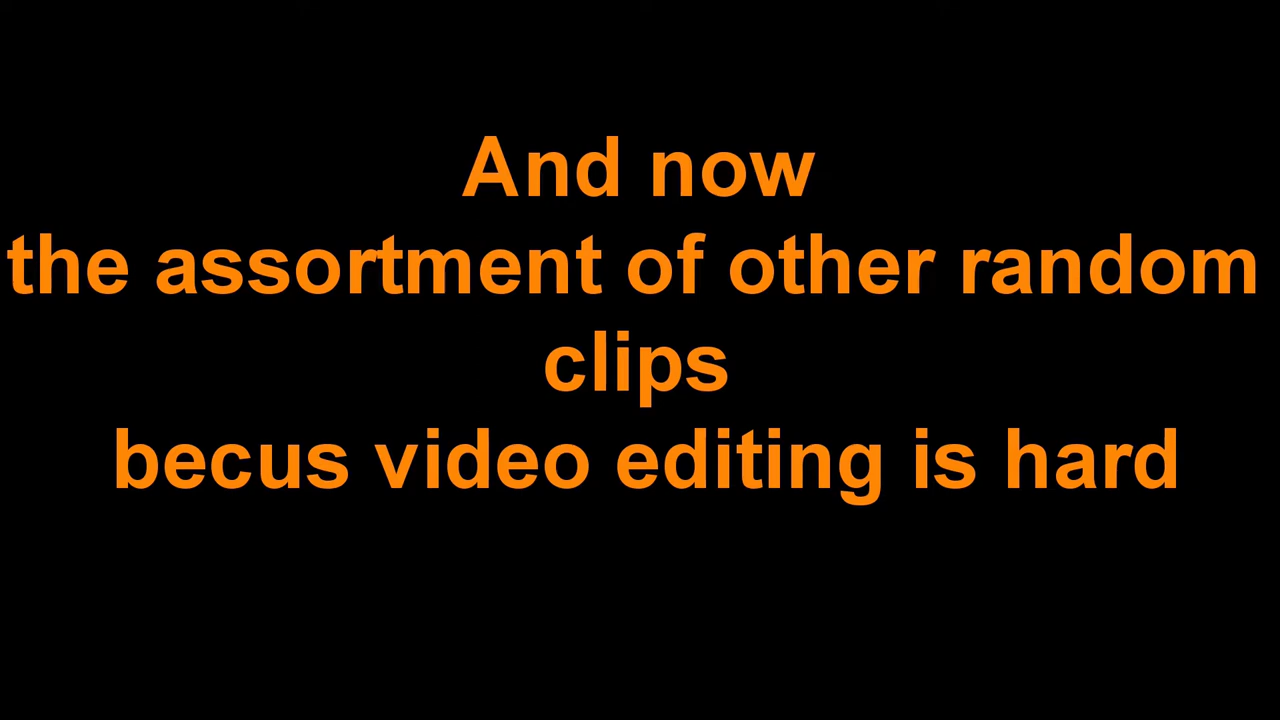 And now
the assortment of other random
clips
becus video editing is hard